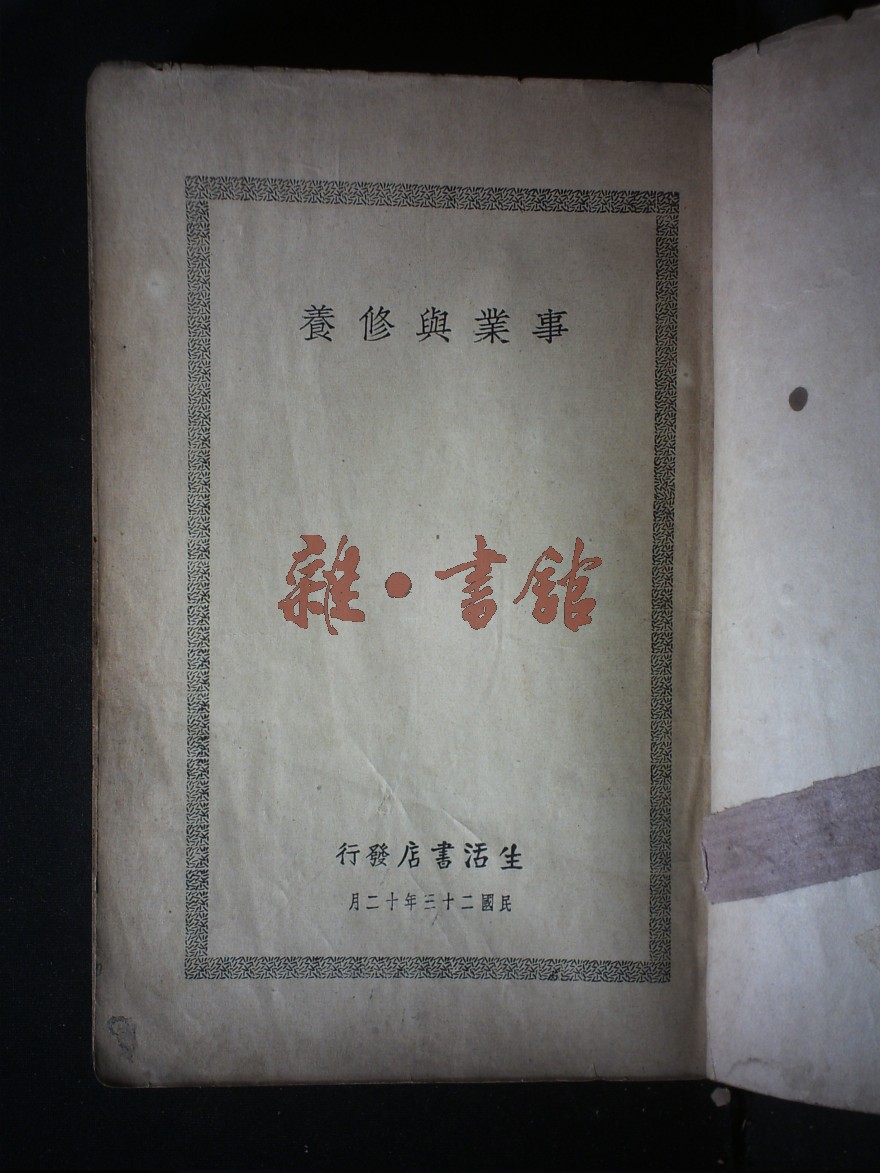 事業與修養
雜·書館
生活書店發行
民國二十三年十二月